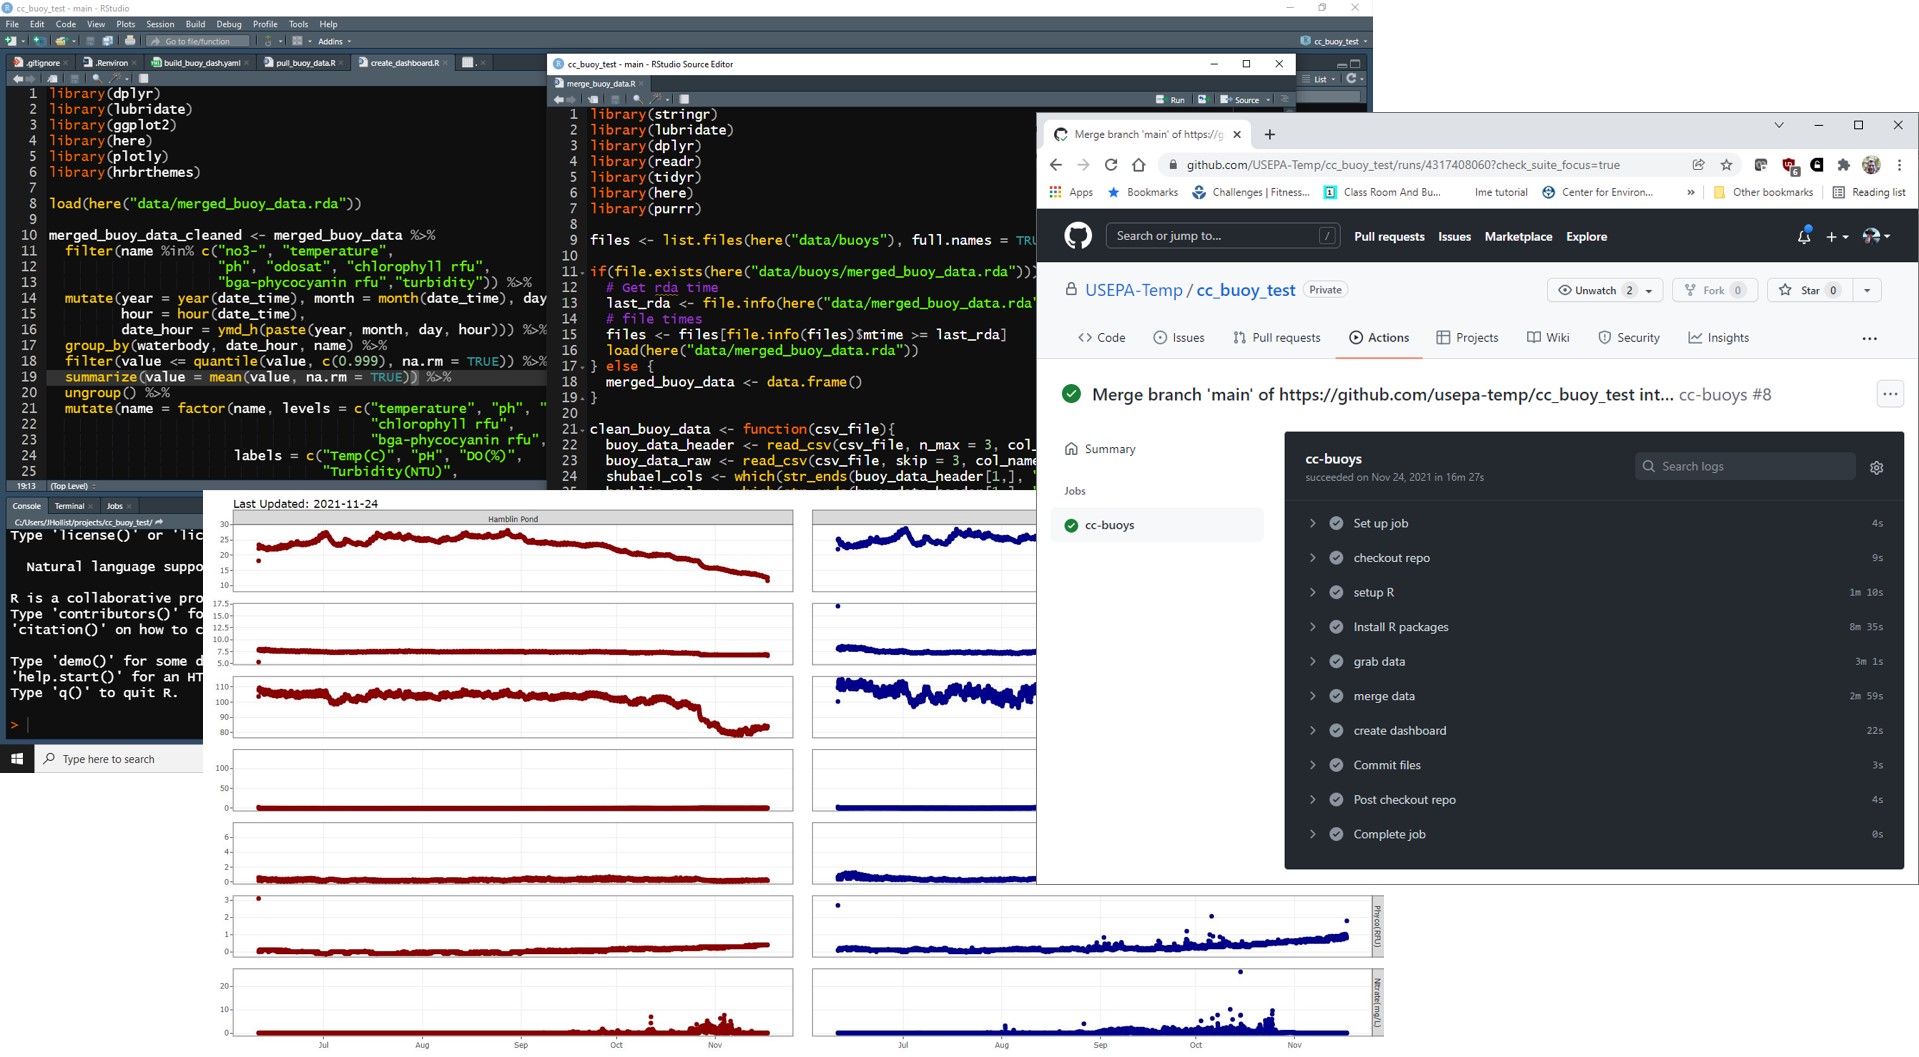 cc_buoy_test - main - RStudio
File Edit Code View Plots Session Build Debug Profile Tools Help
Go to file/function Addins cc_buoy_test
.gitignore .Renviron build_buoy_dash.yaml pull_buoy_data.R create_dashboard.R
1 library(dplyr)
2 library(lubridate)
3 library(ggplot2)
4 library(here)
5 library(plotly)
6 library(hrbrthemes)
7
8 load(here("data/merged_buoy_data.rda"))
9
10 merged_buoy_data_cleaned <- merged_buoy_data %>%
11 filter(name %in% c("no3-", "temperature",
12 "ph", "odosat", "chlorophyll rfu",
13 "bga-phycocyanin rfu","turbidity")) %>%
14 mutate(year = year(date_time), month = month(date_time), day
15 hour = hour(date_time),
16 date_hour = ymd_h(paste(year, month, day, hour))) %>%
17 group_by(waterbody, date_hour, name) %>%
18 filter(value <= quantile(value, c(0.999), na.rm = TRUE)) %>%
19 summarize(value = mean(value, na.rm = TRUE)) %>%
20 ungroup() %>%
21 mutate(name = factor(name, levels = c("temperature", "ph", "
22 "chlorophyll rfu",
23 "bga-phycocyanin rfu",
24 labels = c("Temp(C)", "pH", "DO(%)",
25 "Turbidity(NTU)",
19:13 (Top Level)
Console Terminal Jobs
C:/Users/JHollist/projects/cc_buoy_test/
Type 'license()' or 'lic
Natural language suppo
R is a collaborative pro
Type 'contributors()' fo
'citation()' on how to c
Type 'demo()' for some d
'help.start()' for an HT
Type 'q()' to quit R.
>
Type here to search
cc_buoy_test - main - RStudio Source Editor
merge_buoy_data.R
Run Source
List
1 library(stringr)
2 library(lubridate)
3 library(dplyr)
4 library(readr)
5 library(tidyr)
6 library(here)
7 library(purrr)
8
9 files <- list.files(here("data/buoys"), full.names = TRU
10
11 if(file.exists(here("data/buoys/merged_buoy_data.rda")))
12 # Get rda time
13 last_rda <- file.info(here("data/merged_buoy_data.rda"
14 # file times
15 files <- files[file.info(files)$mtime >= last_rda]
16 load(here("data/merged_buoy_data.rda"))
17 } else {
18 merged_buoy_data <- data.frame()
19 }
20
21 clean_buoy_data <- function(csv_file){
22 buoy_data_header <- read_csv(csv_file, n_max = 3, col_
23 buoy_data_raw <- read_csv(csv_file, skip = 3, col_name
24 shubael_cols <- which(str_ends(buoy_data_header[1,],
Merge branch 'main' of https://g
github.com/USEPA-Temp/cc_buoy_test/runs/4317408060?check_suite_focus=true
6
Apps Bookmarks Challenges | Fitness... Class Room And Bu... lme tutorial Center for Environ... » Other bookmarks Reading list
Search or jump to... / Pull requests Issues Marketplace Explore
USEPA-Temp / cc_buoy_test Private
Unwatch 2 Fork 0 Star 0
Code Issues Pull requests Actions Projects Wiki Security Insights ...
Merge branch 'main' of https://github.com/usepa-temp/cc_buoy_test int... cc-buoys #8
Summary
Jobs
cc-buoys
cc-buoys
succeeded on Nov 24, 2021 in 16m 27s
Search logs
Set up job 4s
checkout repo 9s
setup R 1m 10s
Install R packages 8m 35s
grab data 3m 1s
merge data 2m 59s
create dashboard 22s
Commit files 3s
Post checkout repo 4s
Complete job 0s
Last Updated: 2021-11-24
Hamblin Pond
30
25
20
15
10
17.5
15.0
12.5
10.0
7.5
5.0
110
100
90
80
100
50
0
6
4
2
0
3
2
1
0
Phyco(RFU)
20
10
0
Nitrate(mg/L)
Jul Aug Sep Oct Nov Jul Aug Sep Oct Nov